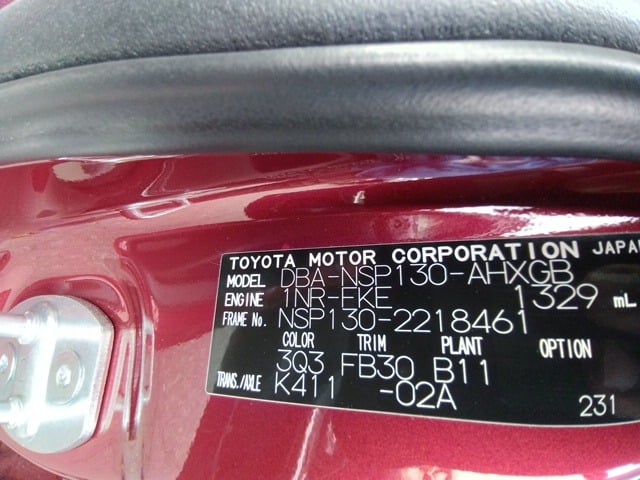 TOYOTA MOTOR CORPORATION JAPAN
MODEL DBA-NSP130-AHXGB
ENGINE 1NR-FKE 1329 mL
FRAME No. NSP130-2218461
COLOR TRIM PLANT OPTION
3Q3 FB30 B11
TRANS./AXLE K411 -02A
231